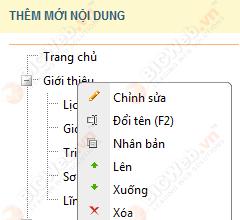 THÊM MỚI NỘI DUNG
Trang chủ
Giới thiệu
Chỉnh sửa
Đổi tên (F2)
Nhân bản
Lên
Xuống
Xóa